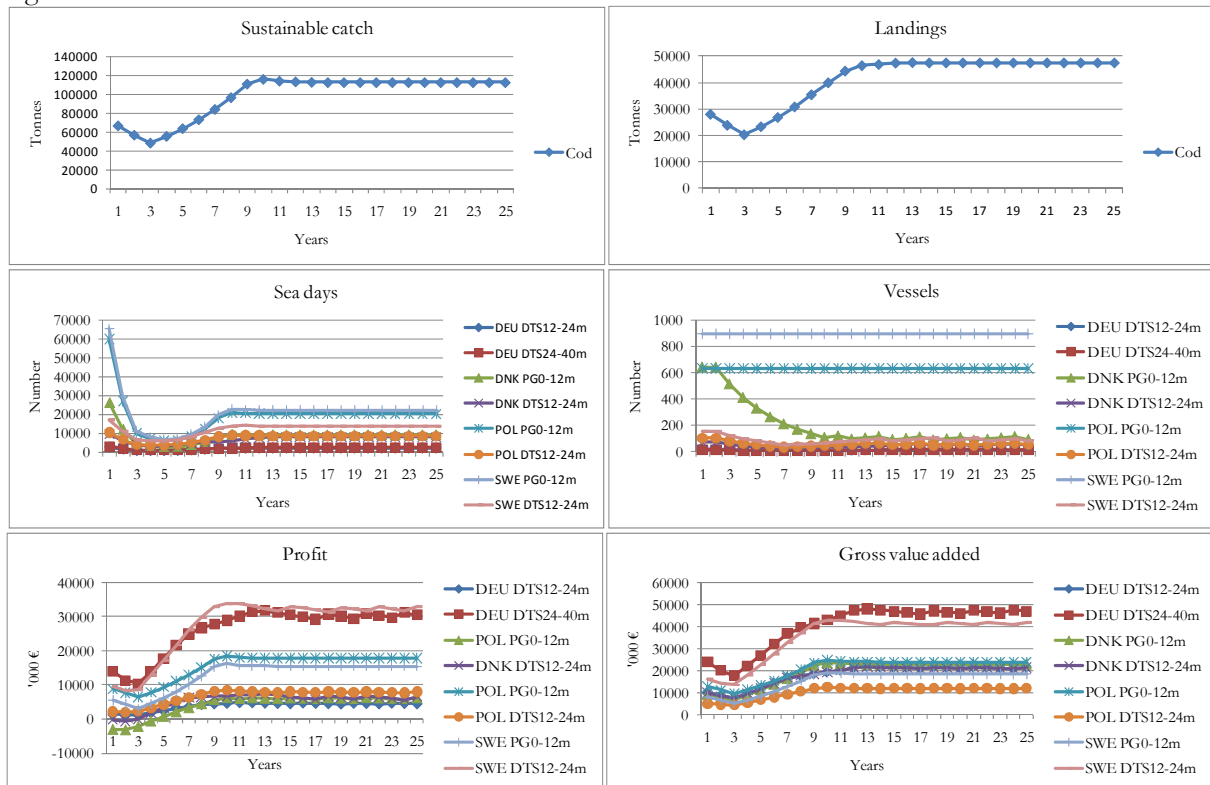 Sustainable catch
140000
120000
100000
80000
60000
40000
20000
0
Tonnes
1 3 5 7 9 11 13 15 17 19 21 23 25
Years
Cod
Landings
50000
40000
30000
20000
10000
0
Tonnes
1 3 5 7 9 11 13 15 17 19 21 23 25
Years
Cod
Sea days
70000
60000
50000
40000
30000
20000
10000
0
Number
1 3 5 7 9 11 13 15 17 19 21 23 25
Years
DEU DTS12-24m
DEU DTS24-40m
DNK PG0-12m
DNK DTS12-24m
POL PG0-12m
POL DTS12-24m
SWE PG0-12m
SWE DTS12-24m
Vessels
1000
800
600
400
200
0
Number
1 3 5 7 9 11 13 15 17 19 21 23 25
Years
DEU DTS12-24m
DEU DTS24-40m
DNK PG0-12m
DNK DTS12-24m
POL PG0-12m
POL DTS12-24m
SWE PG0-12m
SWE DTS12-24m
Profit
40000
30000
20000
10000
0
-10000
'000 €
1 3 5 7 9 11 13 15 17 19 21 23 25
Years
DEU DTS12-24m
DEU DTS24-40m
POL PG0-12m
DNK DTS12-24m
POL PG0-12m
POL DTS12-24m
SWE PG0-12m
SWE DTS12-24m
Gross value added
60000
50000
40000
30000
20000
10000
0
'000 €
1 3 5 7 9 11 13 15 17 19 21 23 25
Years
DEU DTS12-24m
DEU DTS24-40m
DNK PG0-12m
DNK DTS12-24m
POL PG0-12m
POL DTS12-24m
SWE PG0-12m
SWE DTS12-24m